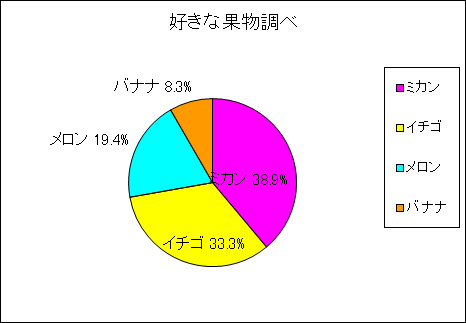 好きな果物調べ
バナナ 8.3%
メロン 19.4%
ミカン 38.9%
イチゴ 33.3%
ミカン
イチゴ
メロン
バナナ